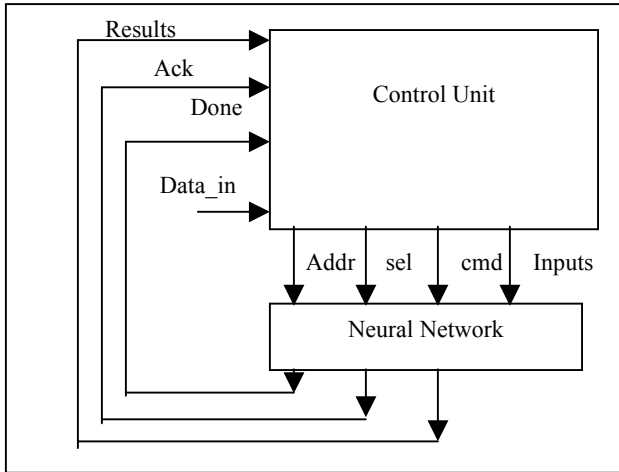 Results
Ack
Control Unit
Done
Data_in
Addr sel cmd Inputs
Neural Network